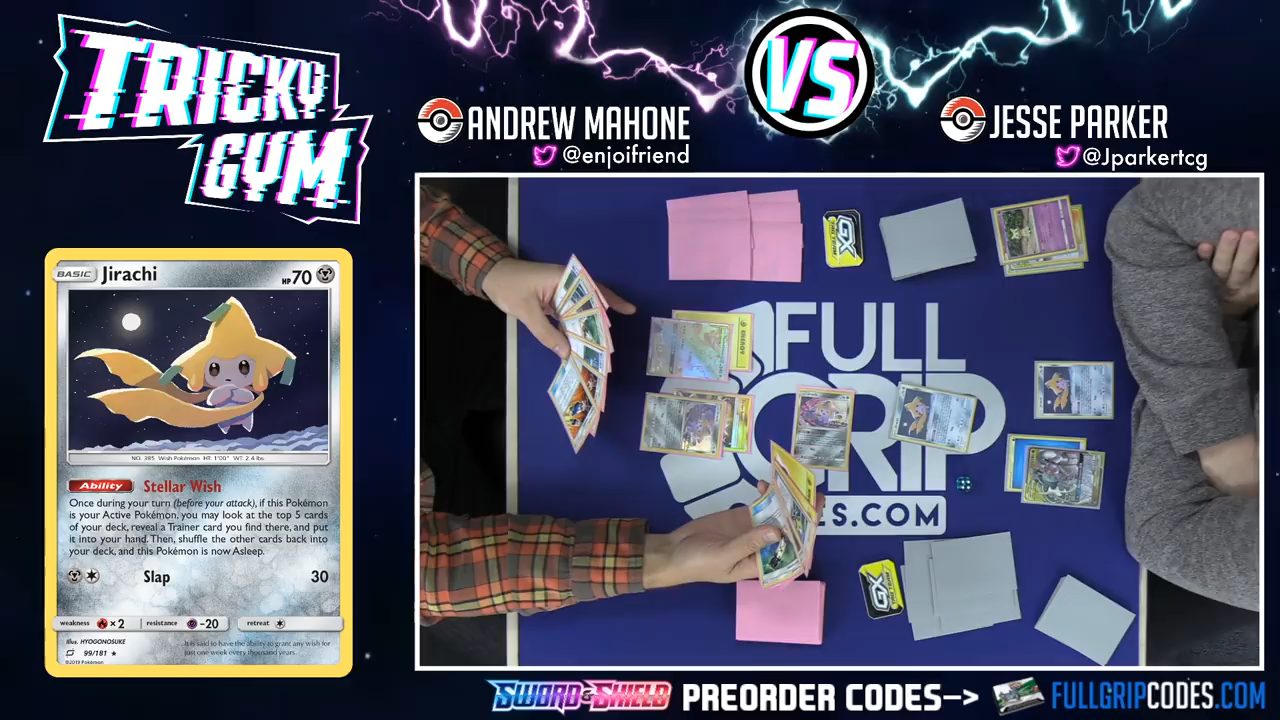 TRICKY
GYM
VS
ANDREW MAHONE
@enjoifriend
JESSE PARKER
@Jparkertcg
BASIC Jirachi HP70
NO. 385 Wish Pokémon HT: 1'00" WT: 2.4 lbs.
Ability Stellar Wish
Once during your turn (before your attack), if this Pokémon
is your Active Pokémon, you may look at the top 5 cards
of your deck, reveal a Trainer card you find there, and put
it into your hand. Then, shuffle the other cards back into
your deck, and this Pokémon is now Asleep.
Slap 30
weakness ×2 resistance -20 retreat
Illus. HYOGONOSUKE
It is said to have the ability to grant any wish for
just one week every thousand years.
99/181
©2019 Pokémon
GX
FULL
GRIP
ES.COM
GX
SWORD & SHIELD PREORDER CODES–> FULLGRIPCODES.COM